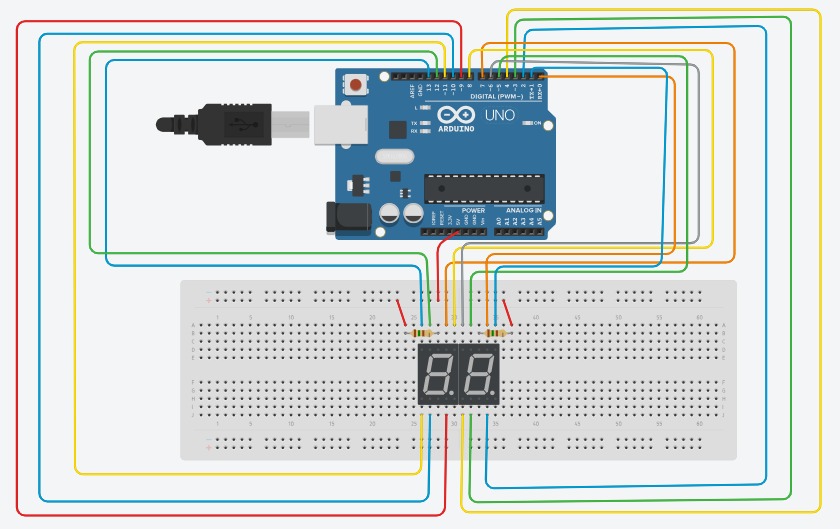 AREF
GND
13
12
~11
~10
~9
8
7
~6
~5
4
~3
2
TX→1
RX←0
DIGITAL (PWM~)
L
TX
RX
UNO
ARDUINO
ON
POWER
ANALOG IN
IOREF
RESET
3.3V
5V
GND
GND
Vin
A0
A1
A2
A3
A4
A5
1 5 10 15 20 25 30 35 40 45 50 55 60
A A
B B
C C
D D
E E
F F
G G
H H
I I
J J
1 5 10 15 20 25 30 35 40 45 50 55 60